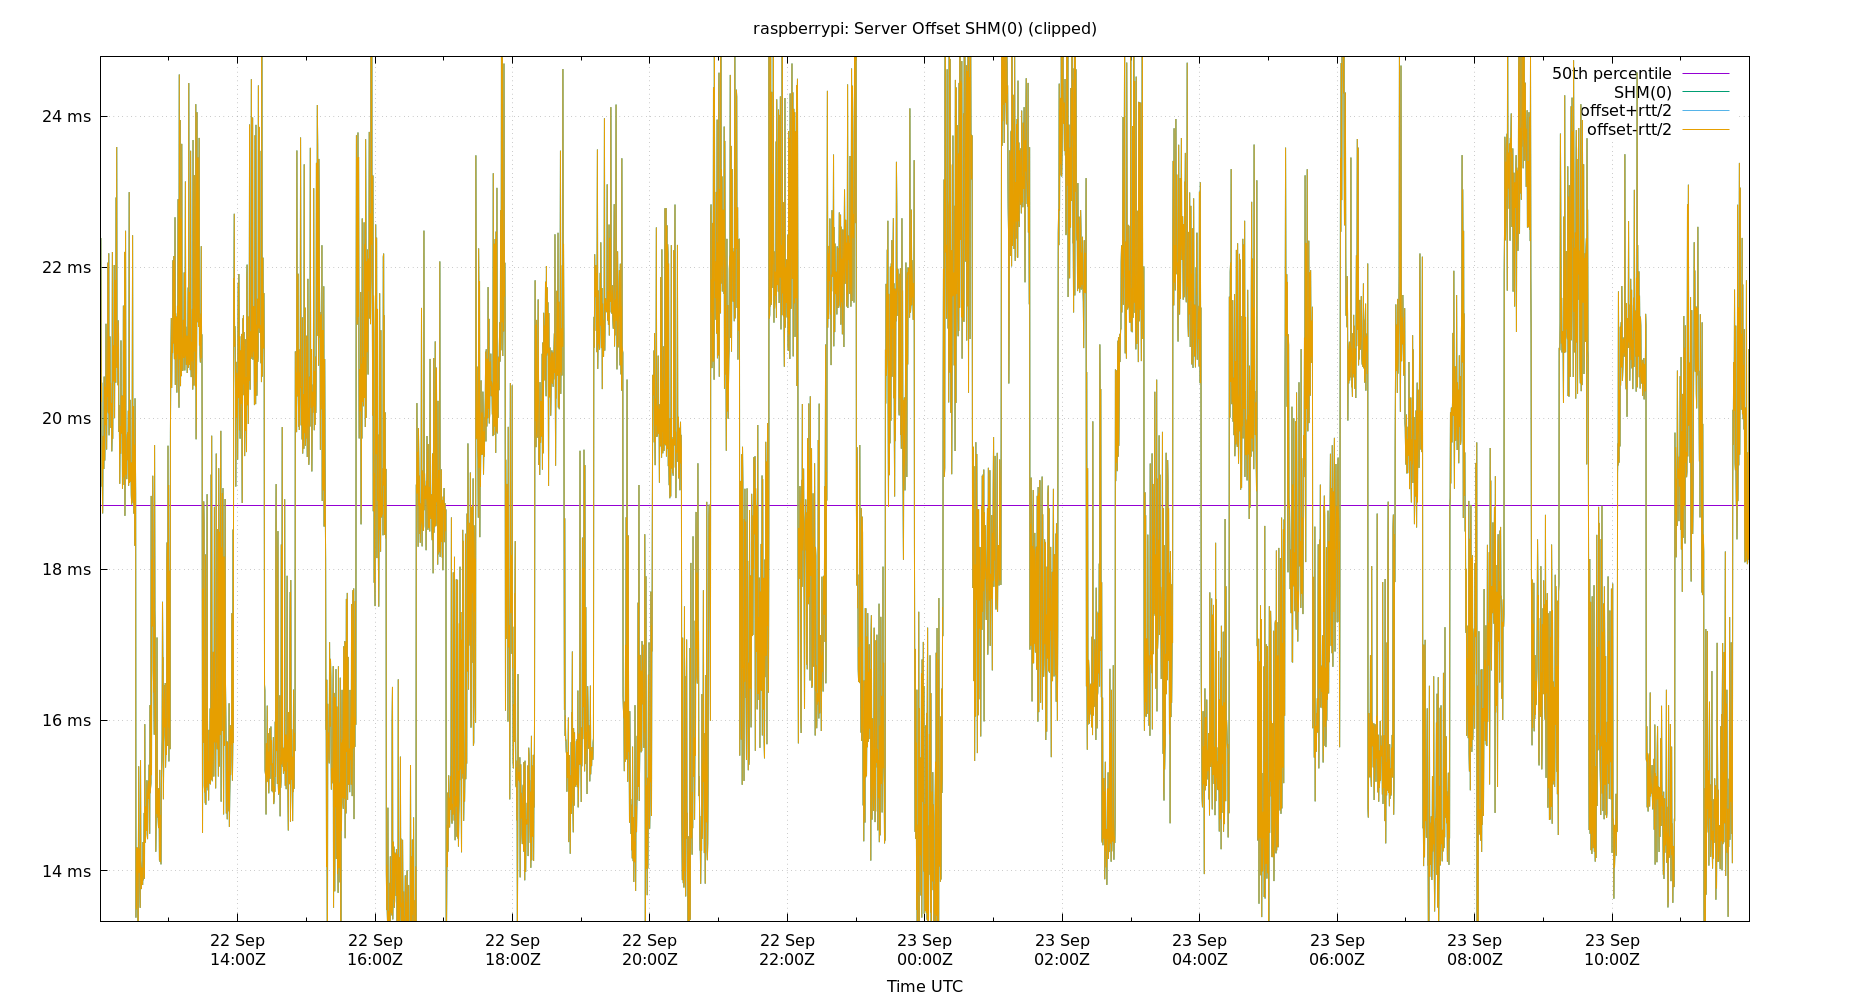 raspberrypi: Server Offset SHM(0) (clipped)
50th percentile
SHM(0)
offset+rtt/2
offset-rtt/2
24 ms
22 ms
20 ms
18 ms
16 ms
14 ms
22 Sep 22 Sep 22 Sep 22 Sep 22 Sep 23 Sep 23 Sep 23 Sep 23 Sep 23 Sep 23 Sep
14:00Z 16:00Z 18:00Z 20:00Z 22:00Z 00:00Z 02:00Z 04:00Z 06:00Z 08:00Z 10:00Z
Time UTC